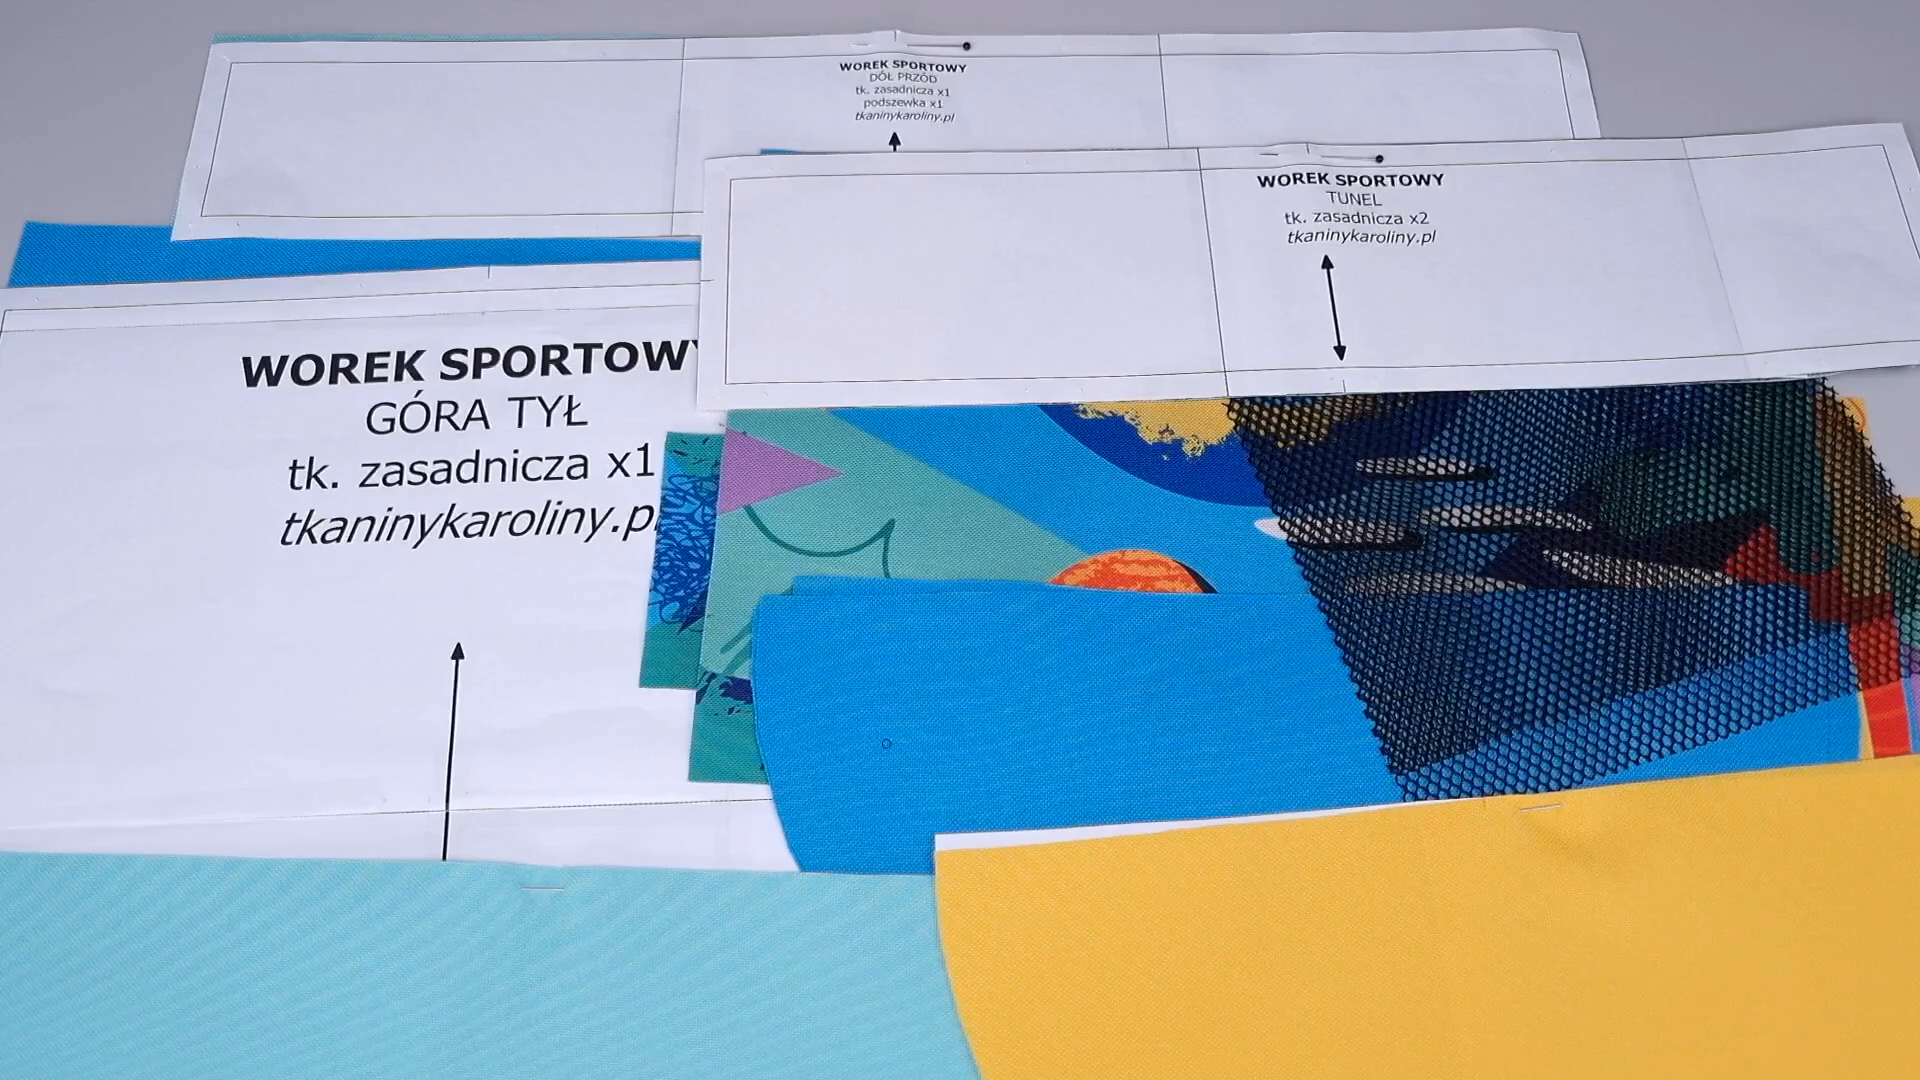 WOREK SPORTOWY
DÓŁ PRZÓD
tk. zasadnicza x1
podszewka x1
tkaninykaroliny.pl
WOREK SPORTOWY
TUNEL
tk. zasadnicza x2
tkaninykaroliny.pl
WOREK SPORTOWY
GÓRA TYŁ
tk. zasadnicza x1
tkaninykaroliny.pl